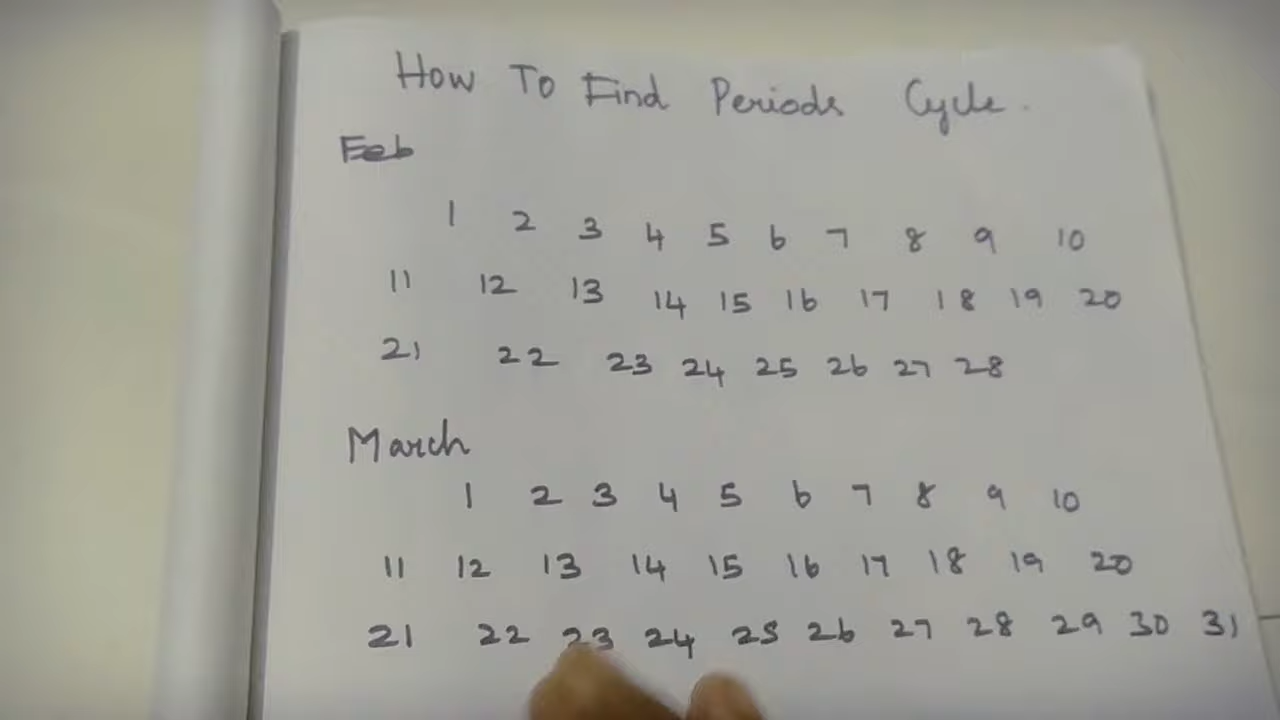 How To Find Periods Cycle.
Feb
1 2 3 4 5 6 7 8 9 10
11 12 13 14 15 16 17 18 19 20
21 22 23 24 25 26 27 28
March
1 2 3 4 5 6 7 8 9 10
11 12 13 14 15 16 17 18 19 20
21 22 23 24 25 26 27 28 29 30 31